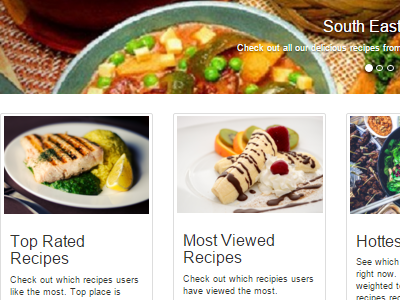 South East
Check out all our delicious recipes from
Top Rated
Recipes
Check out which recipes users
like the most. Top place is
Most Viewed
Recipes
Check out which recipies users
have viewed the most.
Hottes
See which
right now.
weighted to
recipes rec